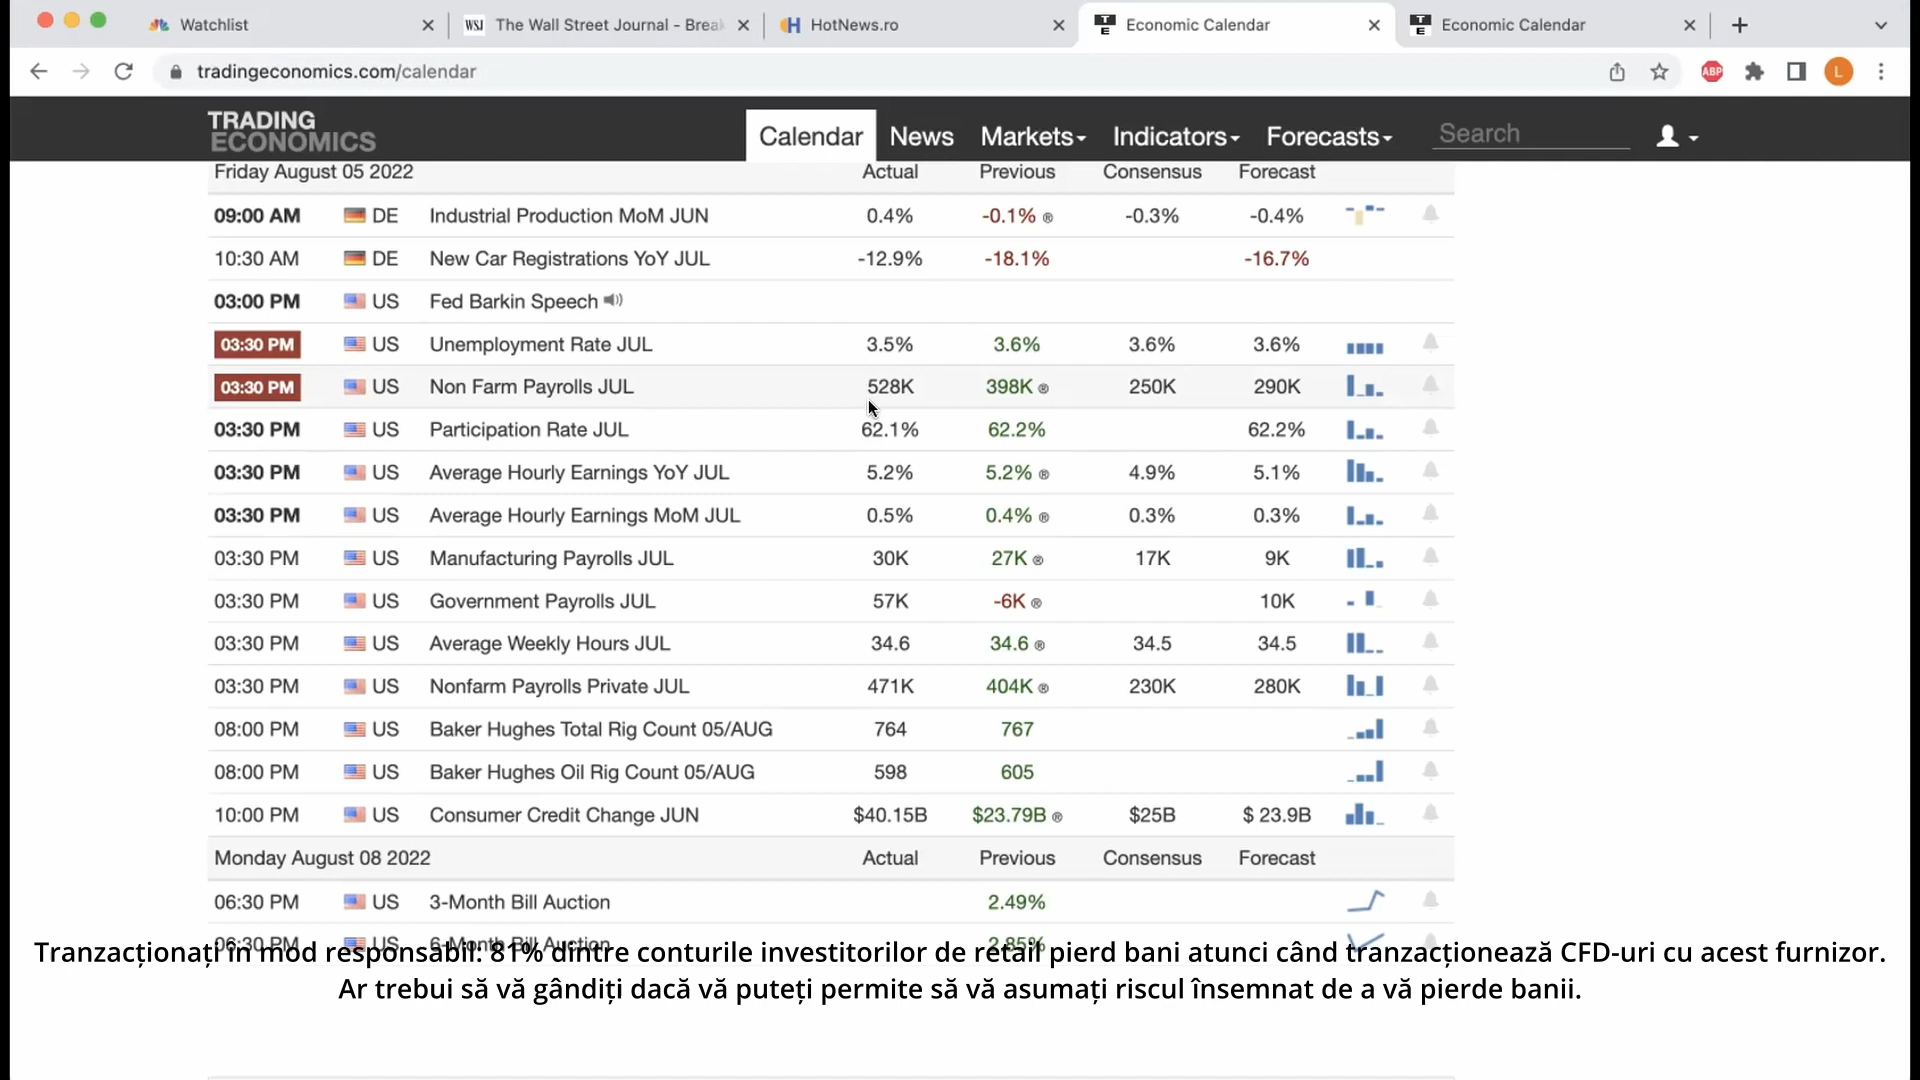 Watchlist
The Wall Street Journal - Break
HotNews.ro
Economic Calendar
Economic Calendar
tradingeconomics.com/calendar
ABP
L
TRADING
ECONOMICS
Calendar News Markets Indicators Forecasts Search
Friday August 05 2022 Actual Previous Consensus Forecast
09:00 AM DE Industrial Production MoM JUN 0.4% -0.1% ® -0.3% -0.4%
10:30 AM DE New Car Registrations YoY JUL -12.9% -18.1% -16.7%
03:00 PM US Fed Barkin Speech
03:30 PM US Unemployment Rate JUL 3.5% 3.6% 3.6% 3.6%
03:30 PM US Non Farm Payrolls JUL 528K 398K ® 250K 290K
03:30 PM US Participation Rate JUL 62.1% 62.2% 62.2%
03:30 PM US Average Hourly Earnings YoY JUL 5.2% 5.2% ® 4.9% 5.1%
03:30 PM US Average Hourly Earnings MoM JUL 0.5% 0.4% ® 0.3% 0.3%
03:30 PM US Manufacturing Payrolls JUL 30K 27K ® 17K 9K
03:30 PM US Government Payrolls JUL 57K -6K ® 10K
03:30 PM US Average Weekly Hours JUL 34.6 34.6 ® 34.5 34.5
03:30 PM US Nonfarm Payrolls Private JUL 471K 404K ® 230K 280K
08:00 PM US Baker Hughes Total Rig Count 05/AUG 764 767
08:00 PM US Baker Hughes Oil Rig Count 05/AUG 598 605
10:00 PM US Consumer Credit Change JUN $40.15B $23.79B ® $25B $ 23.9B
Monday August 08 2022 Actual Previous Consensus Forecast
06:30 PM US 3-Month Bill Auction 2.49%
06:30 PM US 6-Month Bill Auction 2.85%
Tranzacționați în mod responsabil: 81% dintre conturile investitorilor de retail pierd bani atunci când tranzacționează CFD-uri cu acest furnizor.
Ar trebui să vă gândiți dacă vă puteți permite să vă asumați riscul însemnat de a vă pierde banii.